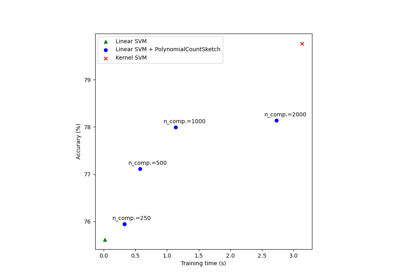 Linear SVM
Linear SVM + PolynomialCountSketch
Kernel SVM
79
n_comp.=2000
n_comp.=1000
78
n_comp.=500
77
n_comp.=250
76
Accurary (%)
0.0 0.5 1.0 1.5 2.0 2.5 3.0
Training time (s)